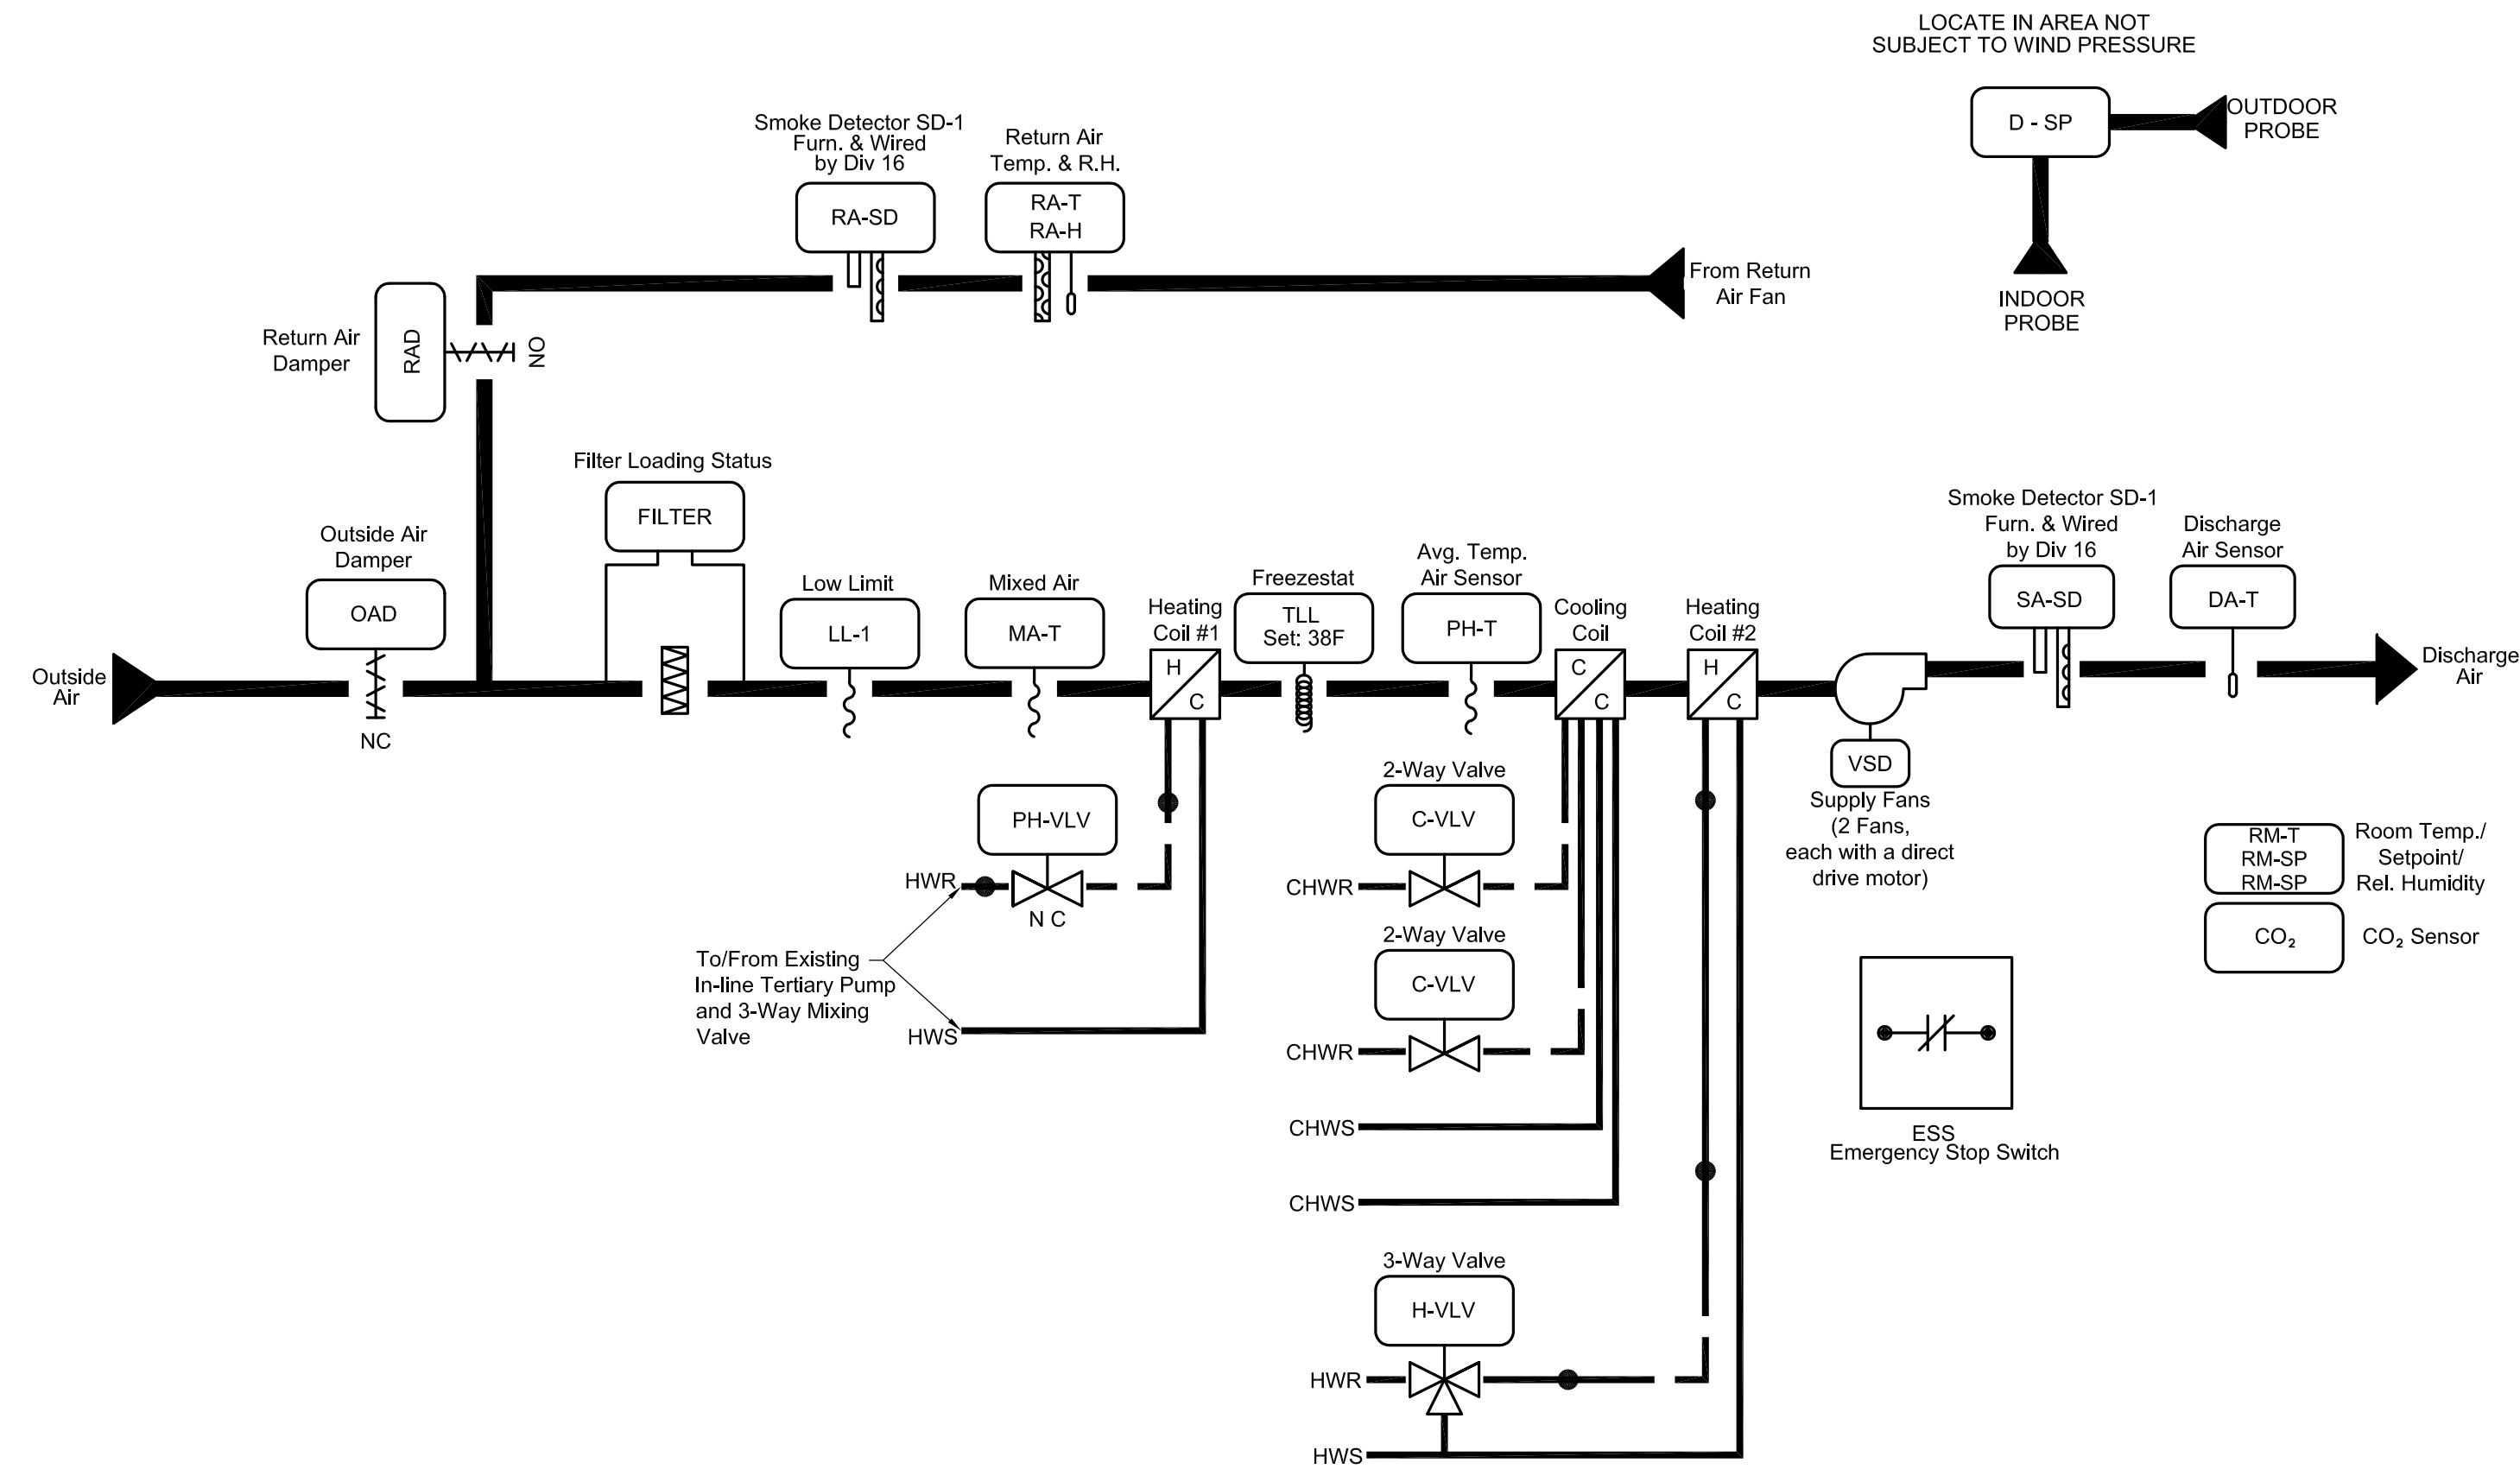 LOCATE IN AREA NOT
SUBJECT TO WIND PRESSURE
D - SP
OUTDOOR
PROBE
INDOOR
PROBE
Smoke Detector SD-1
Furn. & Wired
by Div 16
RA-SD
Return Air
Temp. & R.H.
RA-T
RA-H
From Return
Air Fan
Return Air
Damper
RAD
NO
Filter Loading Status
FILTER
Outside Air
Damper
OAD
NC
Outside
Air
Low Limit
LL-1
Mixed Air
MA-T
Heating
Coil #1
H
C
Freezestat
TLL
Set: 38F
Avg. Temp.
Air Sensor
PH-T
Cooling
Coil
C
C
Heating
Coil #2
H
C
Smoke Detector SD-1
Furn. & Wired
by Div 16
SA-SD
Discharge
Air Sensor
DA-T
Discharge
Air
VSD
Supply Fans
(2 Fans,
each with a direct
drive motor)
PH-VLV
HWR
N C
To/From Existing
In-line Tertiary Pump
and 3-Way Mixing
Valve
HWS
2-Way Valve
C-VLV
CHWR
2-Way Valve
C-VLV
CHWR
CHWS
CHWS
3-Way Valve
H-VLV
HWR
HWS
RM-T
RM-SP
RM-SP
Room Temp./
Setpoint/
Rel. Humidity
CO₂
CO₂ Sensor
ESS
Emergency Stop Switch